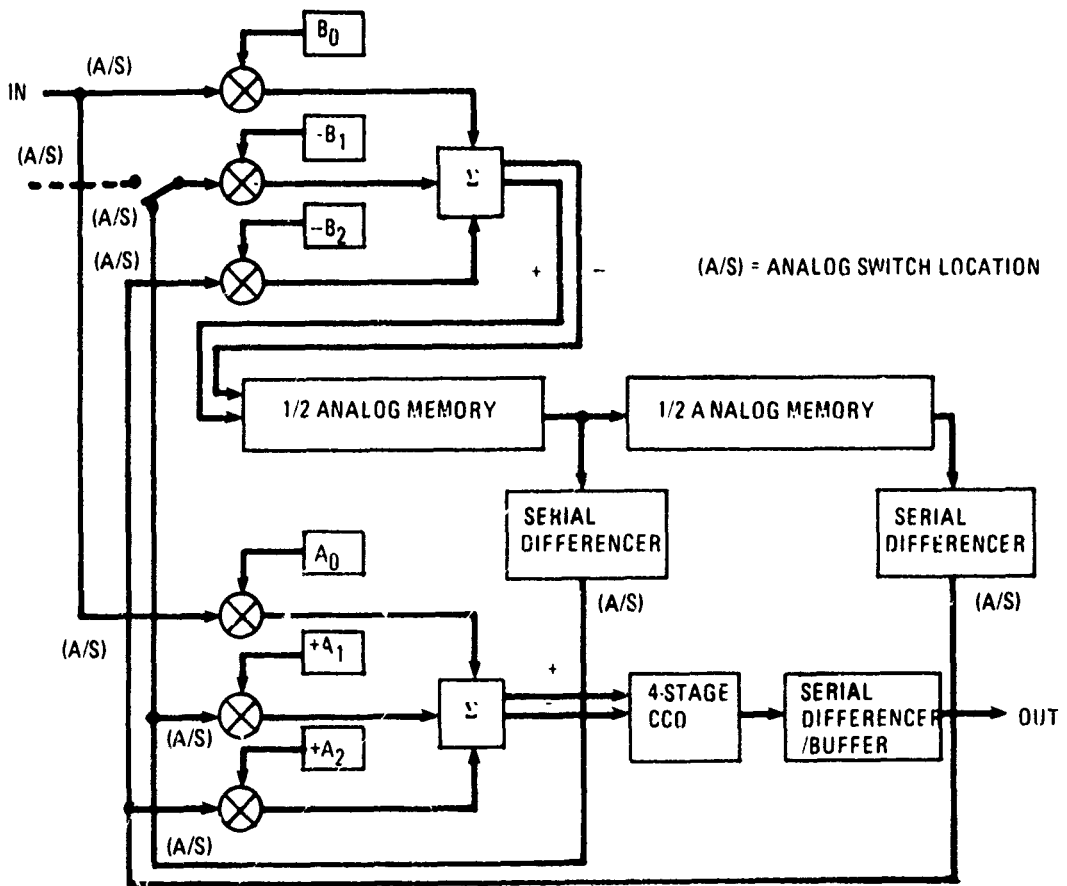 B0
(A/S)
IN
-B1
(A/S)
Σ
(A/S)
-B2
(A/S)
+ −
(A/S) = ANALOG SWITCH LOCATION
1/2 ANALOG MEMORY
1/2 ANALOG MEMORY
SERIAL
DIFFERENCER
SERIAL
DIFFERENCER
A0
(A/S)
(A/S)
(A/S)
+A1
+
-
Σ
4-STAGE
CCD
SERIAL
DIFFERENCER
/BUFFER
OUT
(A/S)
+A2
(A/S)